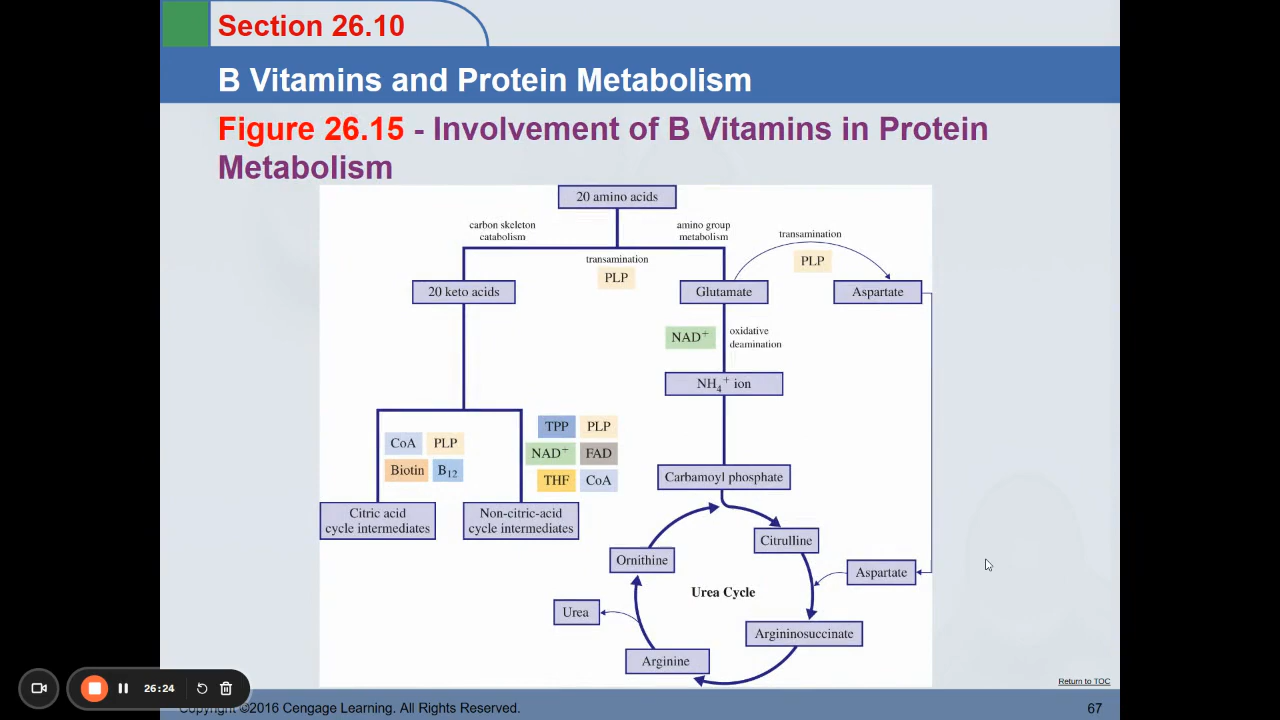 Section 26.10
B Vitamins and Protein Metabolism
Figure 26.15 - Involvement of B Vitamins in Protein
Metabolism
20 amino acids
carbon skeleton
catabolism
amino group
metabolism
transamination
PLP
transamination
PLP
20 keto acids
Glutamate
Aspartate
NAD+
oxidative
deamination
NH4+ ion
CoA PLP
Biotin B12
TPP PLP
NAD+ FAD
THF CoA
Carbamoyl phosphate
Citric acid
cycle intermediates
Non-citric-acid
cycle intermediates
Citrulline
Ornithine
Aspartate
Urea Cycle
Urea
Argininosuccinate
Arginine
Return to TOC
26:24
Copyright ©2016 Cengage Learning. All Rights Reserved.
67